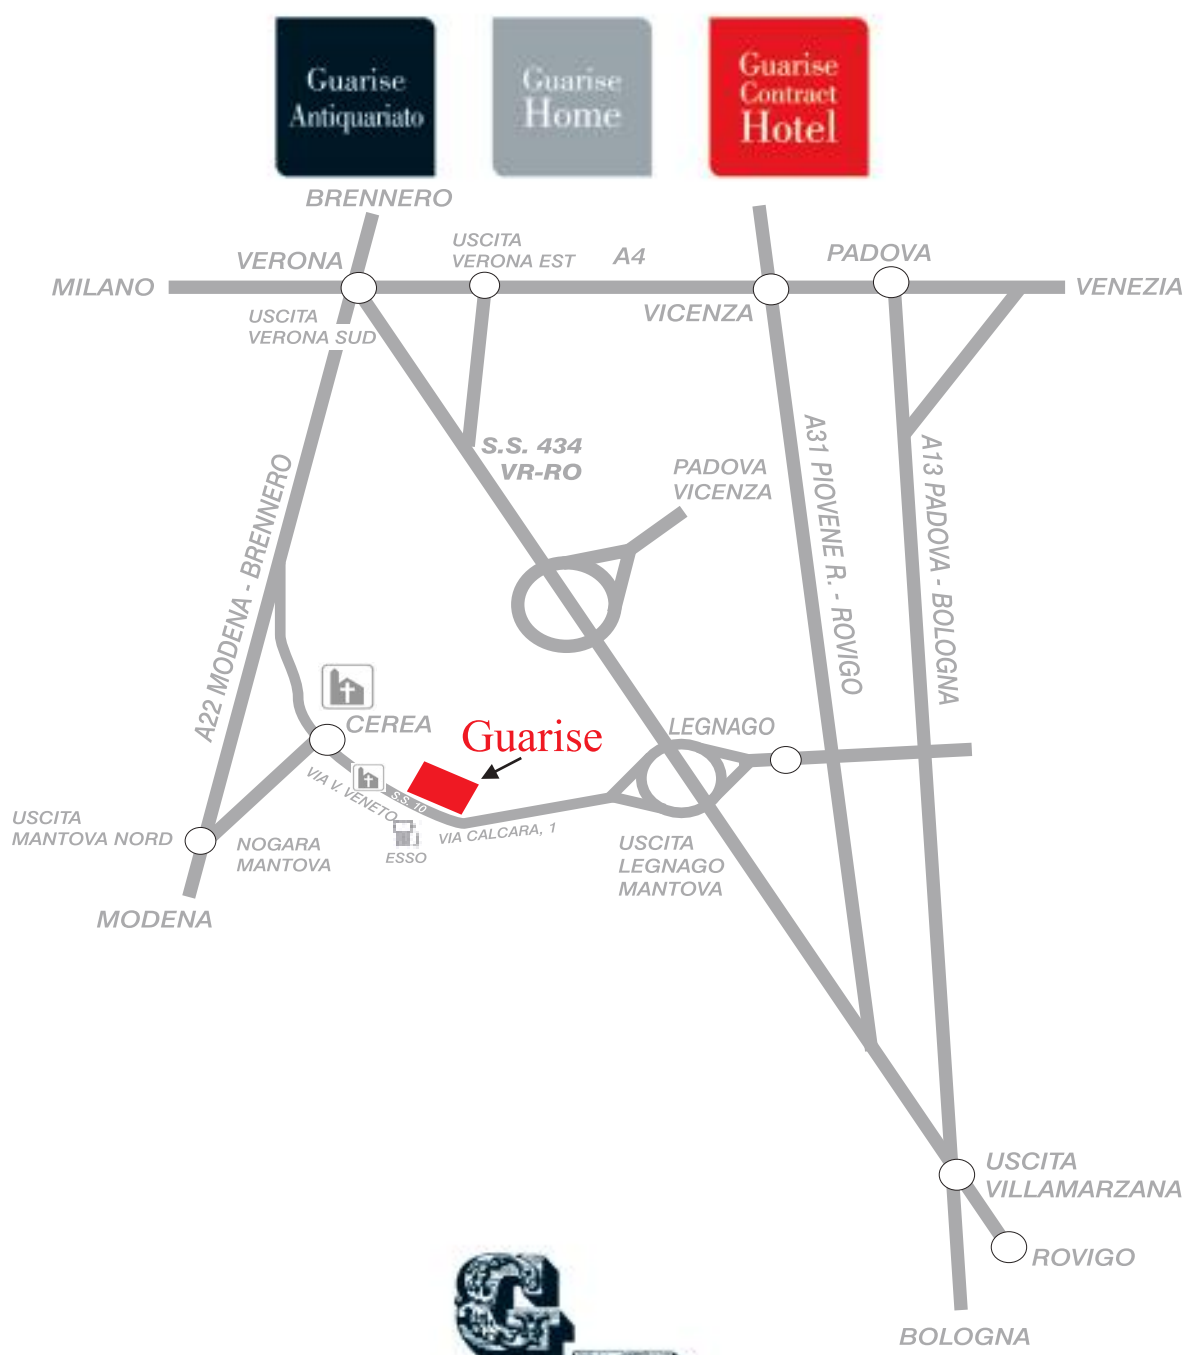 Guarise
Antiquariato
Guarise
Home
Guarise
Contract
Hotel
BRENNERO
USCITA
VERONA EST
A4
PADOVA
VERONA
MILANO
VENEZIA
USCITA
VERONA SUD
VICENZA
S.S. 434
VR-RO
PADOVA
VICENZA
A22 MODENA - BRENNERO
A31 PIOVENE R. - ROVIGO
A13 PADOVA - BOLOGNA
CEREA
Guarise
LEGNAGO
VIA V. VENETO
S.S. 10
VIA CALCARA, 1
ESSO
USCITA
MANTOVA NORD
NOGARA
MANTOVA
USCITA
LEGNAGO
MANTOVA
MODENA
USCITA
VILLAMARZANA
ROVIGO
G
BOLOGNA